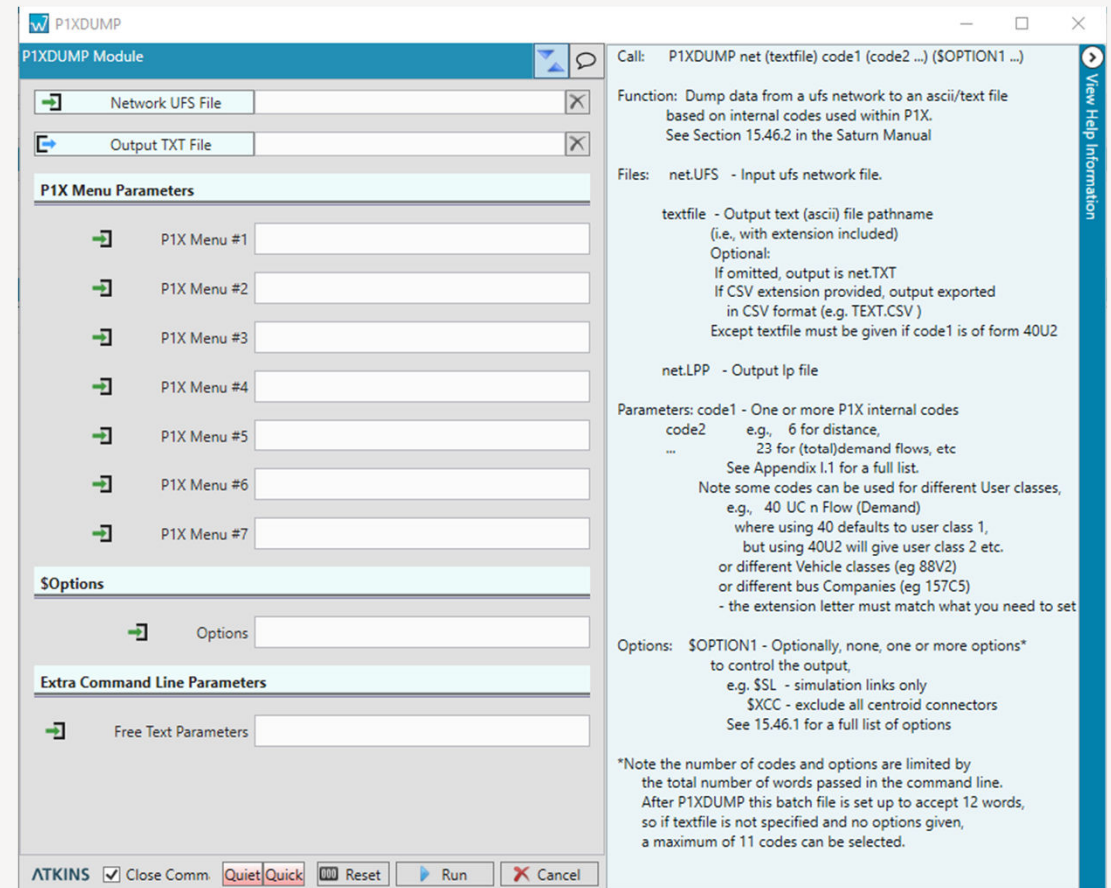 P1XDUMP
P1XDUMP Module
Network UFS File
Output TXT File
P1X Menu Parameters
P1X Menu #1
P1X Menu #2
P1X Menu #3
P1X Menu #4
P1X Menu #5
P1X Menu #6
P1X Menu #7
$Options
Options
Extra Command Line Parameters
Free Text Parameters
ATKINS Close Comm. Quiet Quick 000 Reset Run Cancel
Call: P1XDUMP net (textfile) code1 (code2 ...) ($OPTION1 ...)
Function: Dump data from a ufs network to an ascii/text file
based on internal codes used within P1X.
See Section 15.46.2 in the Saturn Manual
Files: net.UFS - Input ufs network file.
textfile - Output text (ascii) file pathname
(i.e., with extension included)
Optional:
If omitted, output is net.TXT
If CSV extension provided, output exported
in CSV format (e.g. TEXT.CSV )
Except textfile must be given if code1 is of form 40U2
net.LPP - Output lp file
Parameters: code1 - One or more P1X internal codes
code2 e.g., 6 for distance,
... 23 for (total)demand flows, etc
See Appendix I.1 for a full list.
Note some codes can be used for different User classes,
e.g., 40 UC n Flow (Demand)
where using 40 defaults to user class 1,
but using 40U2 will give user class 2 etc.
or different Vehicle classes (eg 88V2)
or different bus Companies (eg 157C5)
- the extension letter must match what you need to set
Options: $OPTION1 - Optionally, none, one or more options*
to control the output,
e.g. $SL - simulation links only
$XCC - exclude all centroid connectors
See 15.46.1 for a full list of options
*Note the number of codes and options are limited by
the total number of words passed in the command line.
After P1XDUMP this batch file is set up to accept 12 words,
so if textfile is not specified and no options given,
a maximum of 11 codes can be selected.
View Help Information